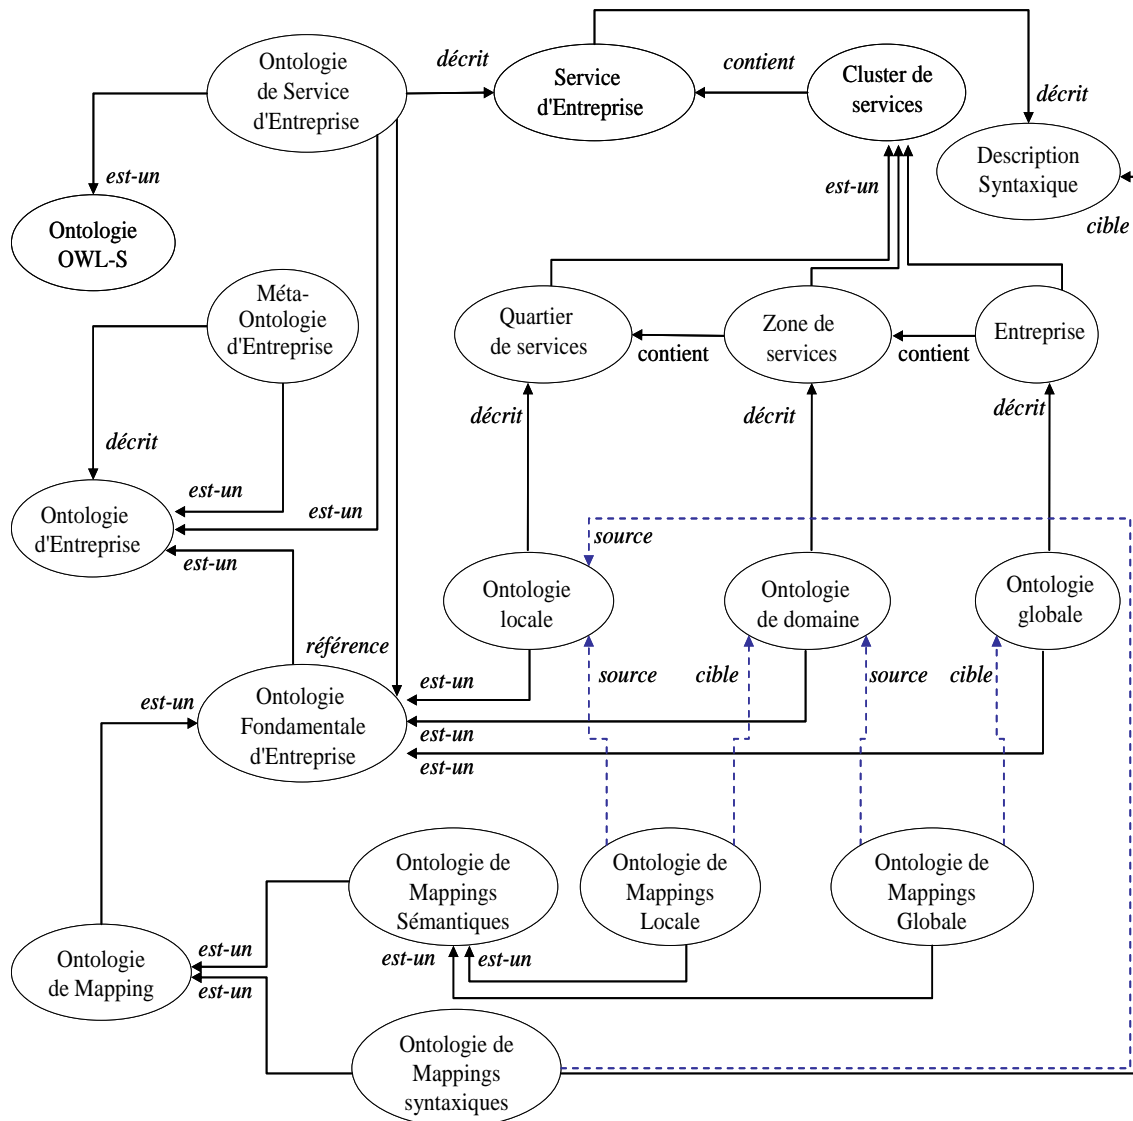 Ontologie
de Service
d'Entreprise
décrit
Service
d'Entreprise
contient
Cluster de
services
décrit
Description
Syntaxique
est-un
est-un
cible
Ontologie
OWL-S
Méta-
Ontologie
d'Entreprise
Quartier
de services
contient
Zone de
services
contient
Entreprise
décrit
décrit
décrit
décrit
est-un
est-un
Ontologie
d'Entreprise
est-un
source
Ontologie
locale
Ontologie
de domaine
Ontologie
globale
référence
est-un
source
cible
source
cible
est-un
Ontologie
Fondamentale
d'Entreprise
est-un
est-un
Ontologie de
Mappings
Sémantiques
Ontologie de
Mappings
Locale
Ontologie de
Mappings
Globale
est-un
est-un
est-un
Ontologie
de Mapping
est-un
Ontologie de
Mappings
syntaxiques